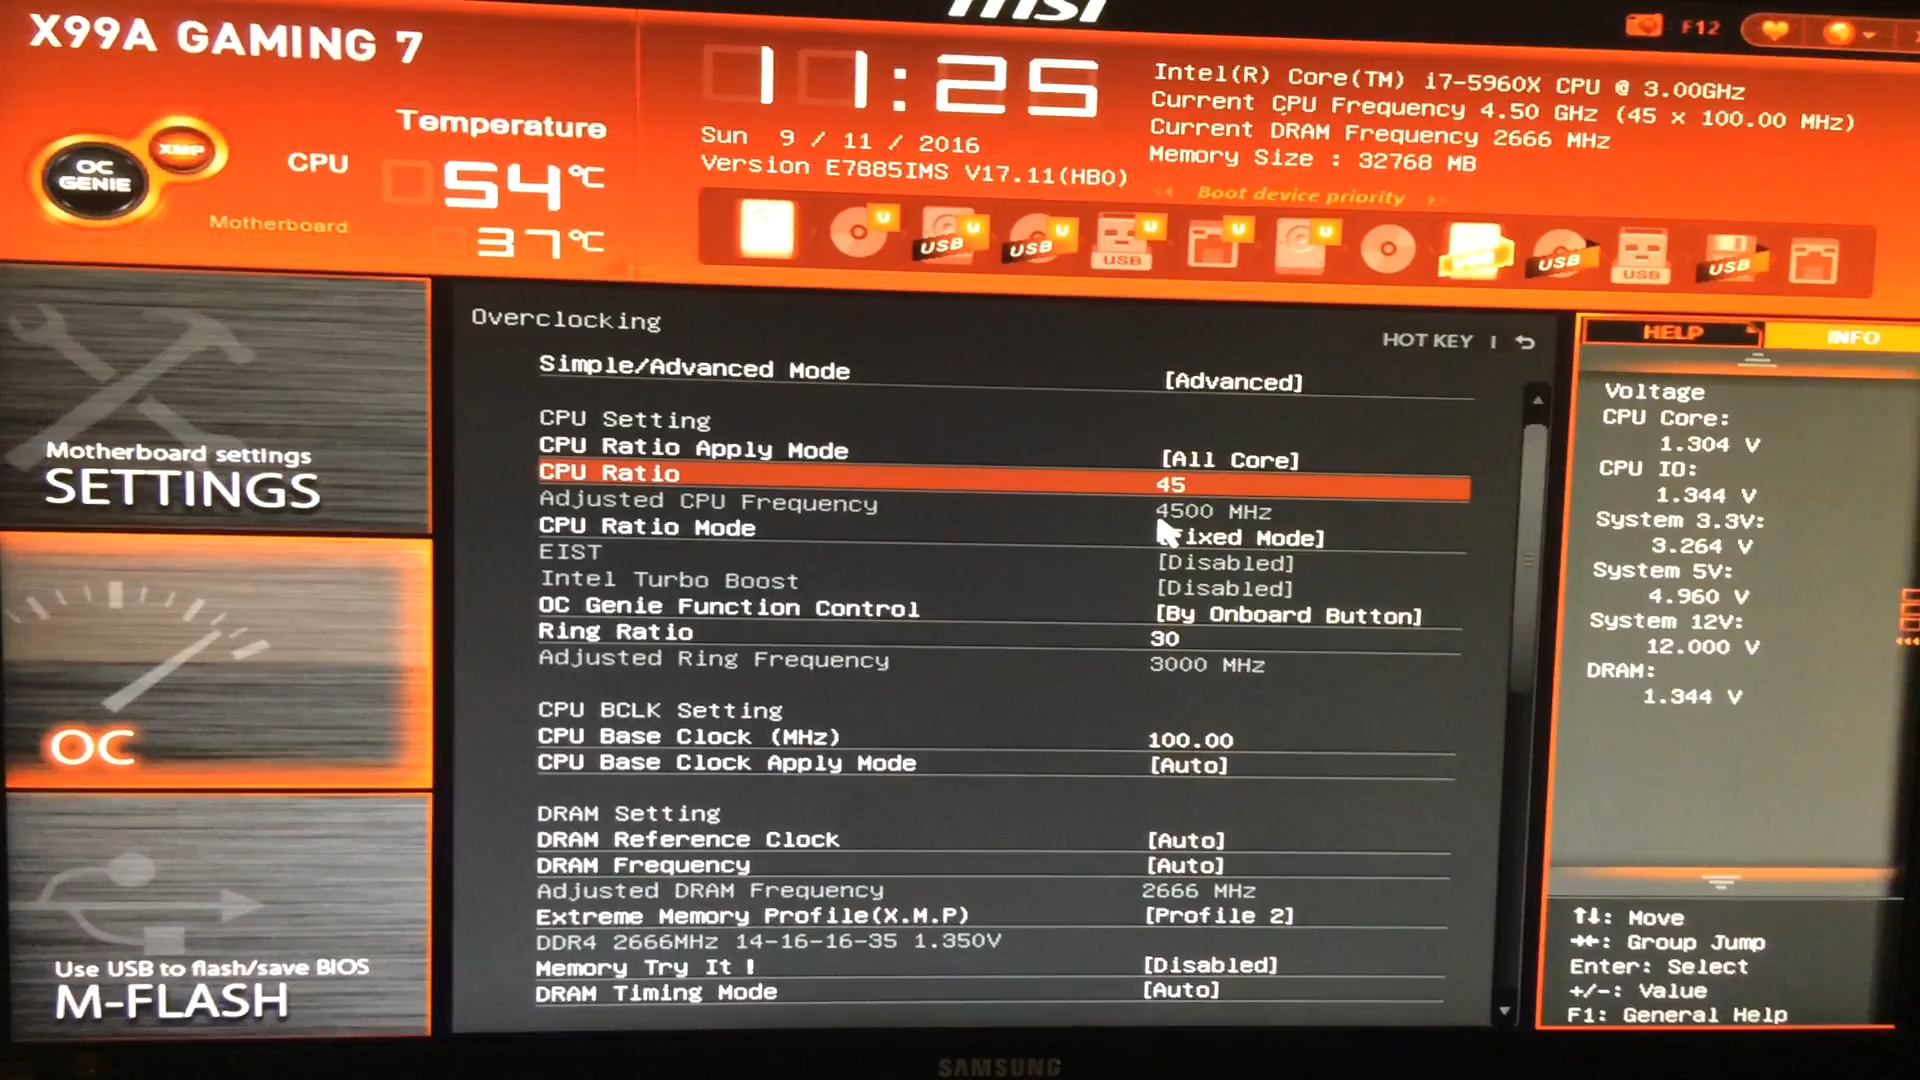 msi
X99A GAMING 7
F12
11:25
Intel(R) Core(TM) i7-5960X CPU @ 3.00GHz
Current CPU Frequency 4.50 GHz (45 x 100.00 MHz)
Current DRAM Frequency 2666 MHz
Memory Size : 32768 MB
Temperature
Sun 9 / 11 / 2016
Version E7885IMS V17.11(HBO)
OC GENIE
XMP
CPU 54°C
Motherboard 37°C
Boot device priority
U U USB U USB U USB U U USB USB USB
Motherboard settings
SETTINGS
OC
Use USB to flash/save BIOS
M-FLASH
Overclocking
HOT KEY
Simple/Advanced Mode [Advanced]
CPU Setting
CPU Ratio Apply Mode [All Core]
CPU Ratio 45
Adjusted CPU Frequency 4500 MHz
CPU Ratio Mode [Fixed Mode]
EIST [Disabled]
Intel Turbo Boost [Disabled]
OC Genie Function Control [By Onboard Button]
Ring Ratio 30
Adjusted Ring Frequency 3000 MHz
CPU BCLK Setting
CPU Base Clock (MHz) 100.00
CPU Base Clock Apply Mode [Auto]
DRAM Setting
DRAM Reference Clock [Auto]
DRAM Frequency [Auto]
Adjusted DRAM Frequency 2666 MHz
Extreme Memory Profile(X.M.P) [Profile 2]
DDR4 2666MHz 14-16-16-35 1.350V
Memory Try It ! [Disabled]
DRAM Timing Mode [Auto]
HELP INFO
Voltage
CPU Core:
1.304 V
CPU IO:
1.344 V
System 3.3V:
3.264 V
System 5V:
4.960 V
System 12V:
12.000 V
DRAM:
1.344 V
↑↓: Move
→←: Group Jump
Enter: Select
+/-: Value
F1: General Help
SAMSUNG